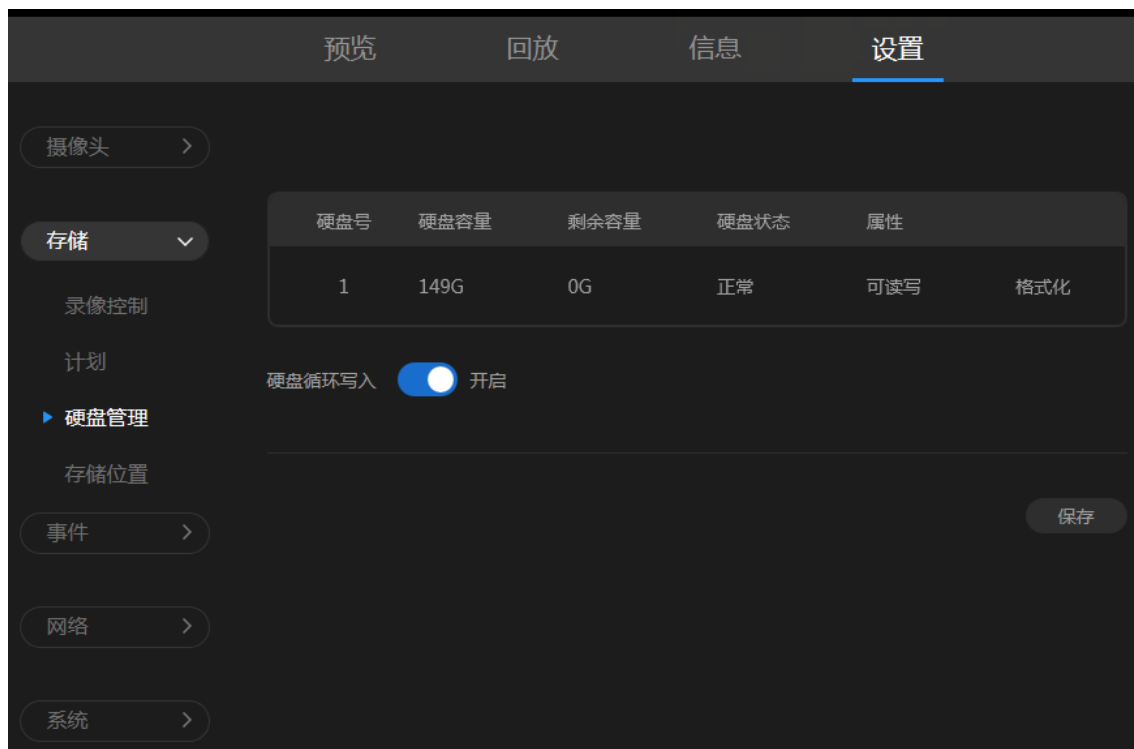 预览 回放 信息 设置
摄像头
硬盘号 硬盘容量 剩余容量 硬盘状态 属性
存储
1 149G 0G 正常 可读写 格式化
录像控制
计划
硬盘循环写入 开启
硬盘管理
存储位置
保存
事件
网络
系统